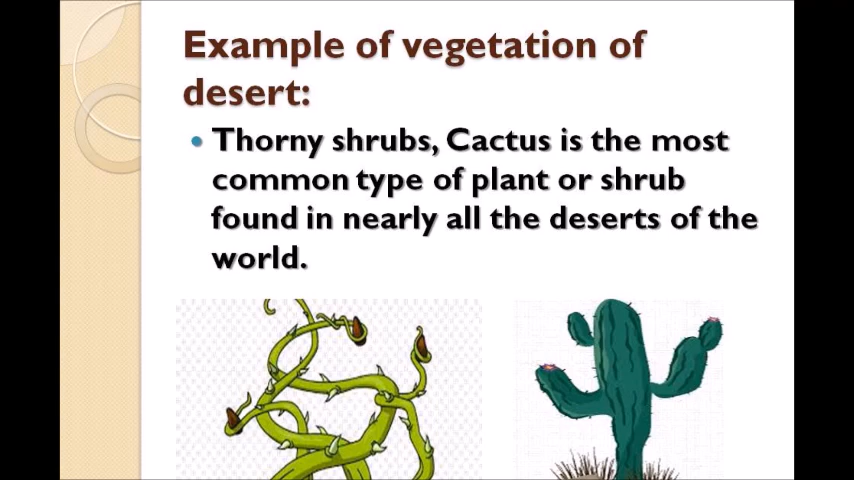 Example of vegetation of
desert:
Thorny shrubs, Cactus is the most
common type of plant or shrub
found in nearly all the deserts of the
world.